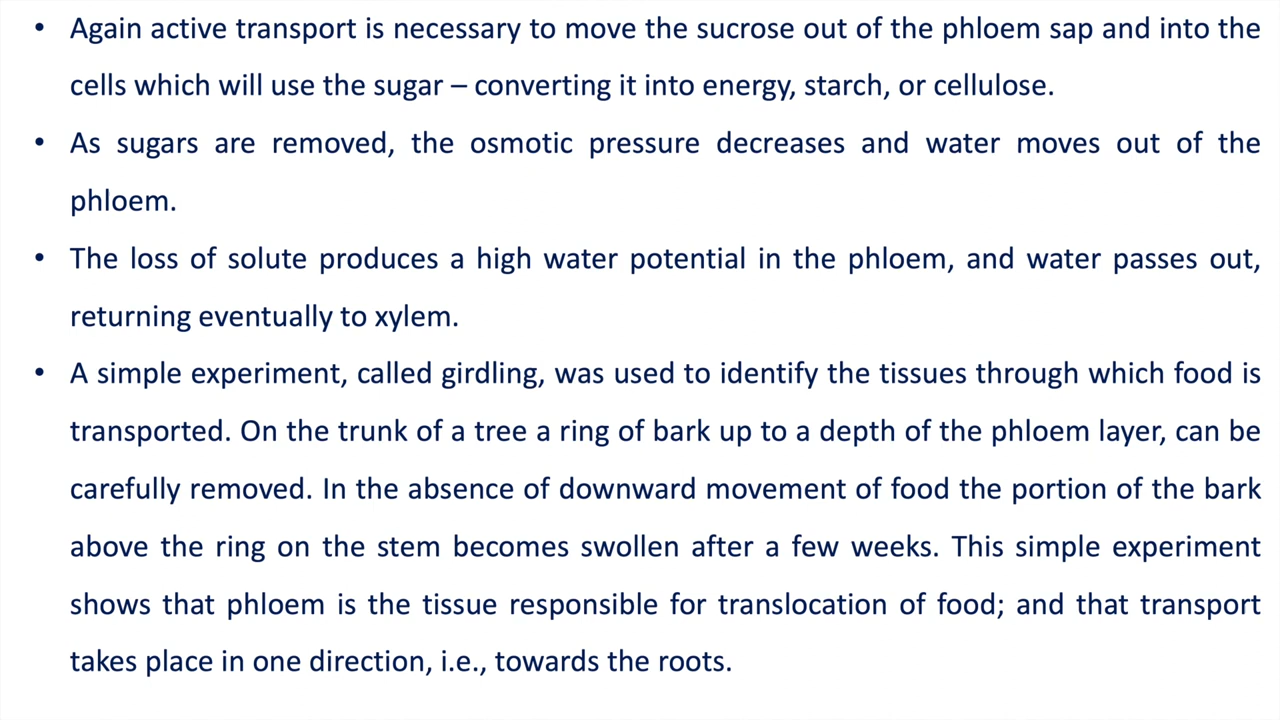 • Again active transport is necessary to move the sucrose out of the phloem sap and into the
cells which will use the sugar – converting it into energy, starch, or cellulose.
• As sugars are removed, the osmotic pressure decreases and water moves out of the
phloem.
• The loss of solute produces a high water potential in the phloem, and water passes out,
returning eventually to xylem.
• A simple experiment, called girdling, was used to identify the tissues through which food is
transported. On the trunk of a tree a ring of bark up to a depth of the phloem layer, can be
carefully removed. In the absence of downward movement of food the portion of the bark
above the ring on the stem becomes swollen after a few weeks. This simple experiment
shows that phloem is the tissue responsible for translocation of food; and that transport
takes place in one direction, i.e., towards the roots.